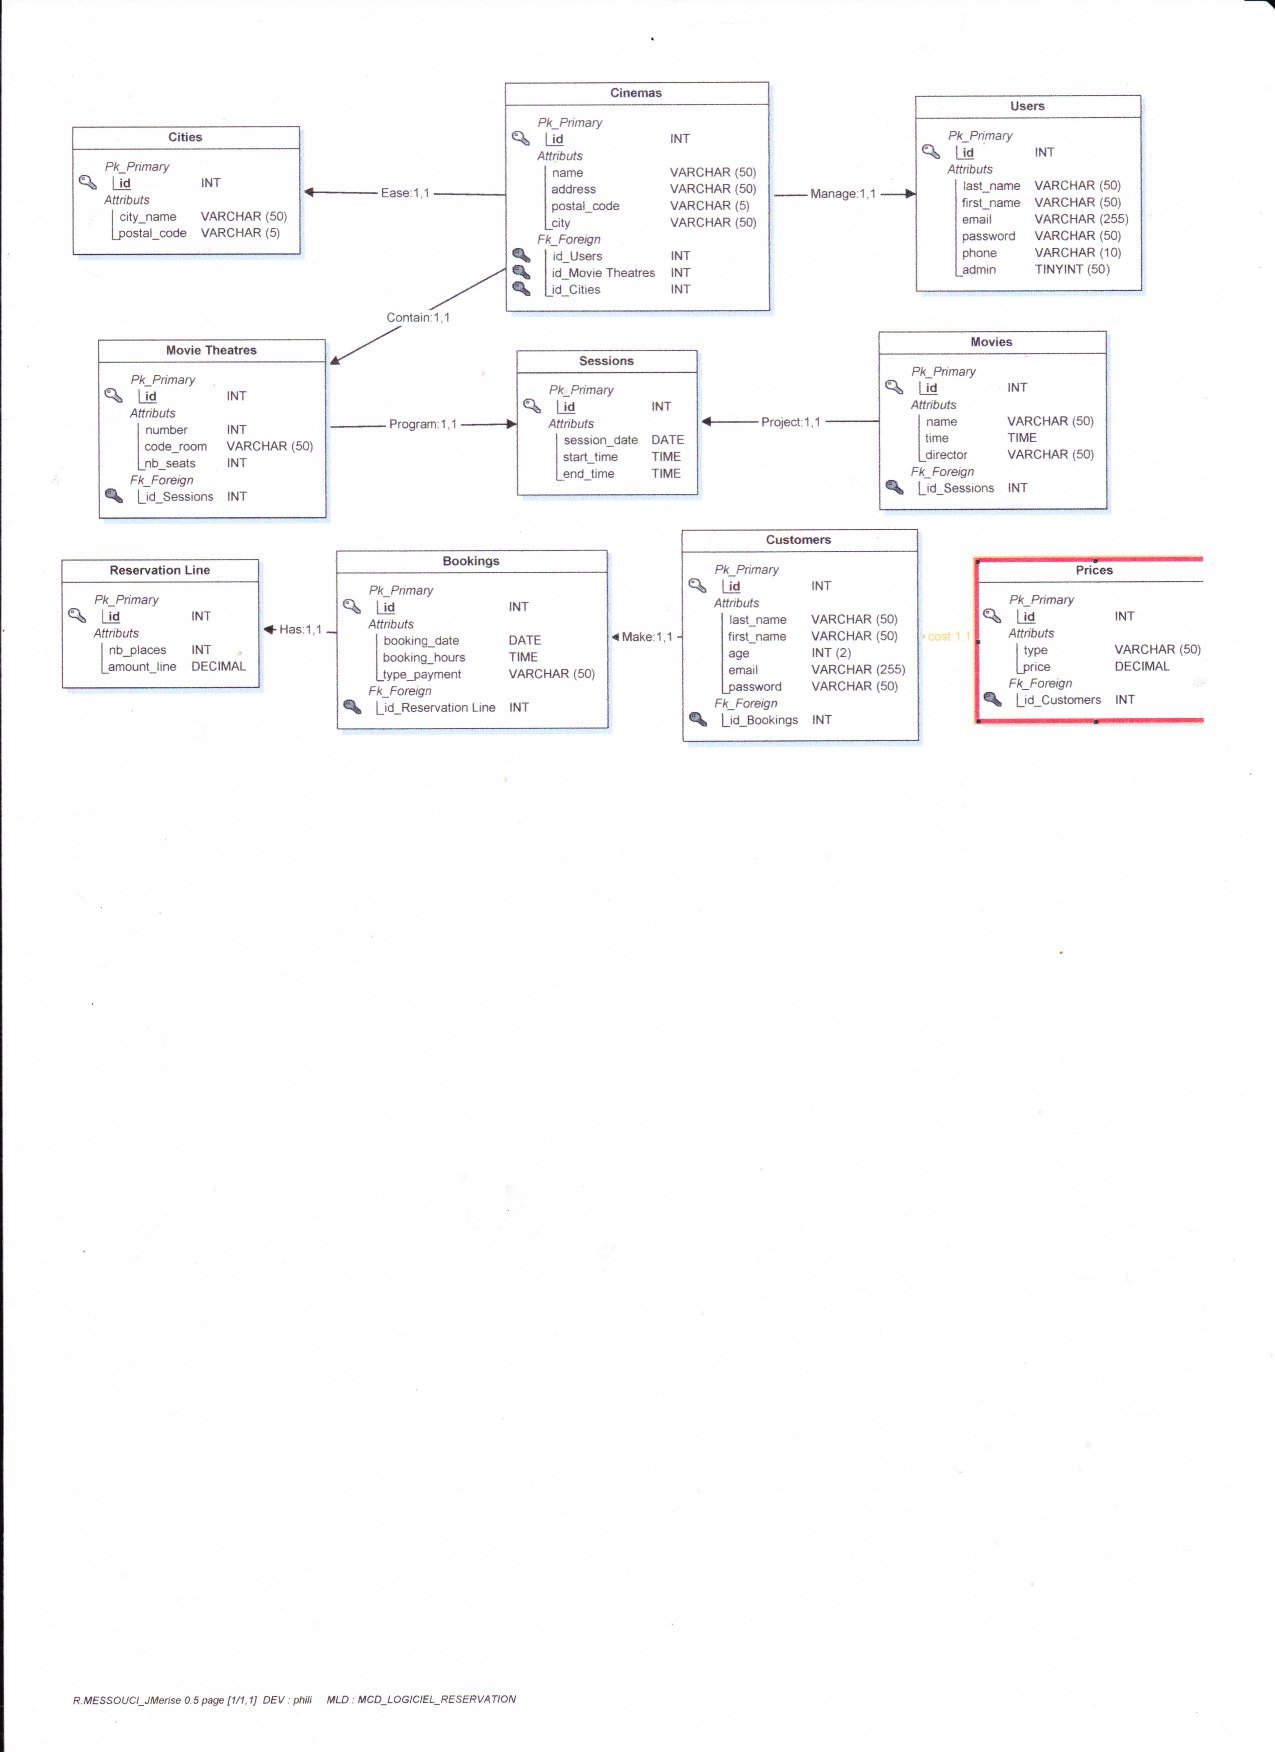 Cinemas
Pk_Primary
id INT
Attributs
name VARCHAR (50)
address VARCHAR (50)
postal_code VARCHAR (5)
city VARCHAR (50)
Fk_Foreign
id_Users INT
id_Movie Theatres INT
id_Cities INT
Users
Pk_Primary
id INT
Attributs
last_name VARCHAR (50)
first_name VARCHAR (50)
email VARCHAR (255)
password VARCHAR (50)
phone VARCHAR (10)
admin TINYINT (50)
Cities
Pk_Primary
id INT
Attributs
city_name VARCHAR (50)
postal_code VARCHAR (5)
Ease:1,1
Manage:1,1
Contain:1,1
Movie Theatres
Pk_Primary
id INT
Attributs
number INT
code_room VARCHAR (50)
nb_seats INT
Fk_Foreign
id_Sessions INT
Program:1,1
Sessions
Pk_Primary
id INT
Attributs
session_date DATE
start_time TIME
end_time TIME
Project:1,1
Movies
Pk_Primary
id INT
Attributs
name VARCHAR (50)
time TIME
director VARCHAR (50)
Fk_Foreign
id_Sessions INT
Reservation Line
Pk_Primary
id INT
Attributs
nb_places INT
amount_line DECIMAL
Has:1,1
Bookings
Pk_Primary
id INT
Attributs
booking_date DATE
booking_hours TIME
type_payment VARCHAR (50)
Fk_Foreign
id_Reservation Line INT
Make:1,1
Customers
Pk_Primary
id INT
Attributs
last_name VARCHAR (50)
first_name VARCHAR (50)
age INT (2)
email VARCHAR (255)
password VARCHAR (50)
Fk_Foreign
id_Bookings INT
cost:1,1
Prices
Pk_Primary
id INT
Attributs
type VARCHAR (50)
price DECIMAL
Fk_Foreign
id_Customers INT
R.MESSOUCI_JMerise 0.5 page [1/1,1] DEV : phili MLD : MCD_LOGICIEL_RESERVATION